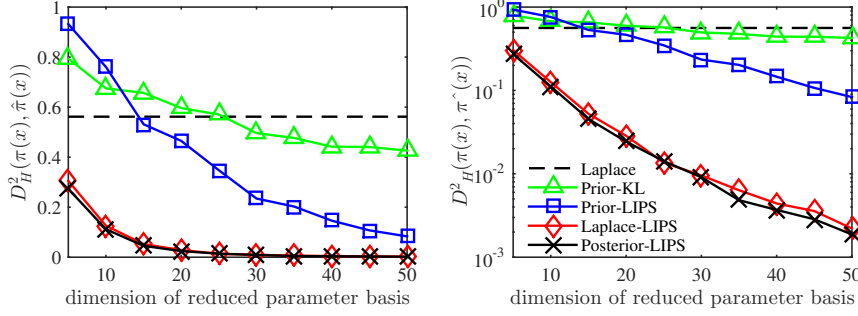 D²_H(π(x), π̂(x))
1
0.8
0.6
0.4
0.2
0
10 20 30 40 50
dimension of reduced parameter basis
D²_H(π(x), πˆ(x))
10⁰
10⁻¹
10⁻²
10⁻³
Laplace
Prior-KL
Prior-LIPS
Laplace-LIPS
Posterior-LIPS
10 20 30 40 50
dimension of reduced parameter basis